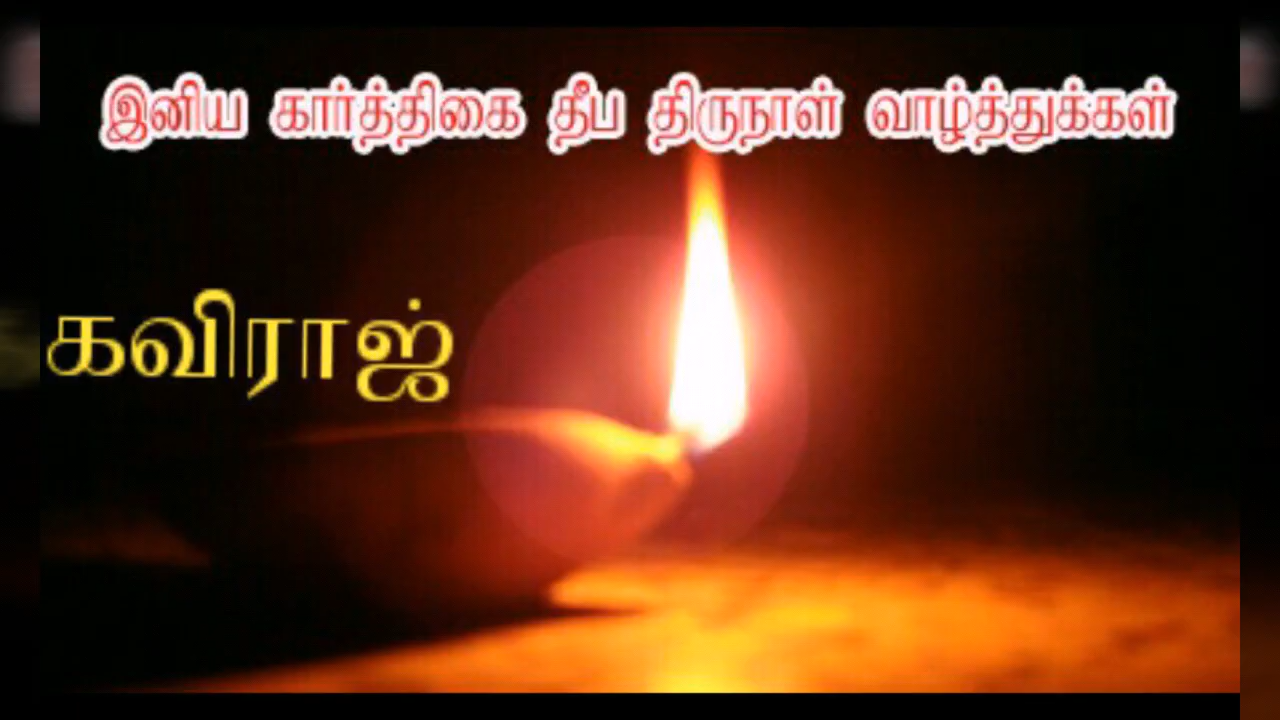 இனிய கார்த்திகை தீப திருநாள் வாழ்த்துக்கள்
கவிராஜ்